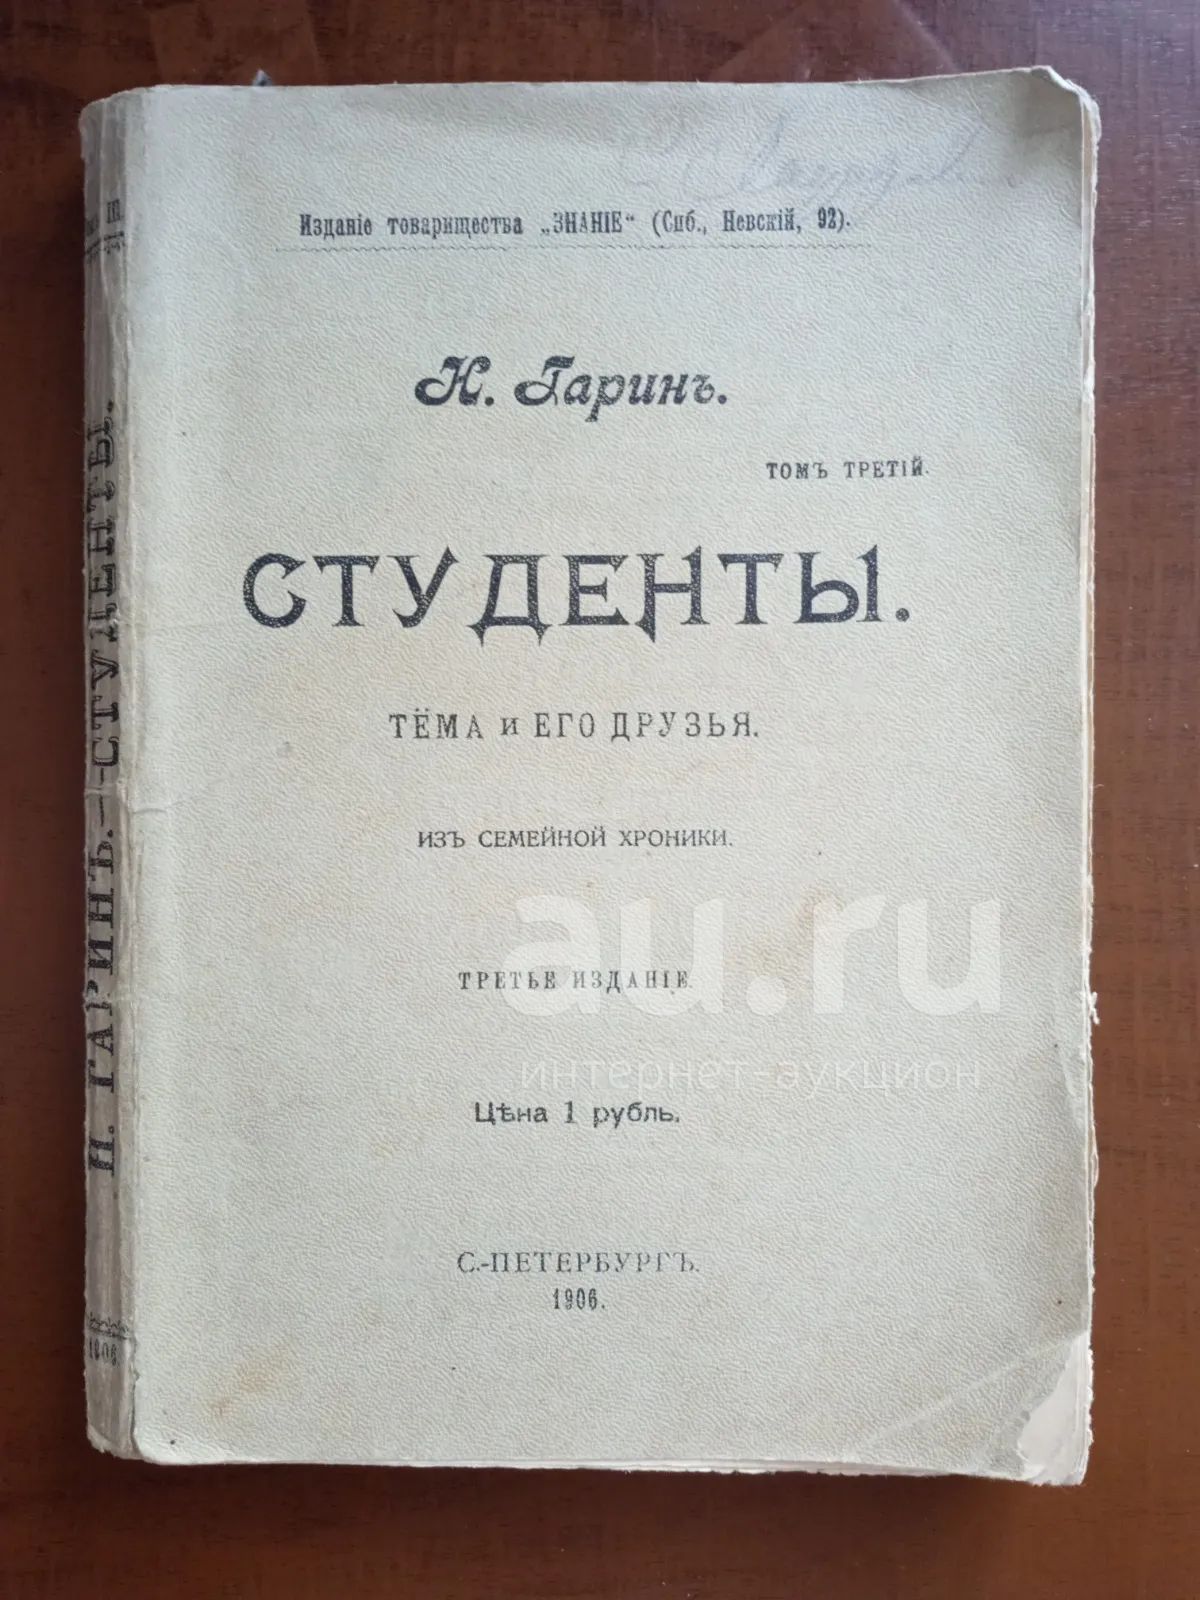 Изданіе товарищества „ЗНАНІЕ“ (Спб., Невскій, 92).
Н. Гаринъ.
ТОМЪ ТРЕТІЙ.
СТУДЕНТЫ.
ТЁМА и ЕГО ДРУЗЬЯ.
ИЗЪ СЕМЕЙНОЙ ХРОНИКИ.
ТРЕТЬЕ ИЗДАНІЕ.
Цѣна 1 рубль.
С.-ПЕТЕРБУРГЪ.
1906.
III.
Н. ГАРИНЪ.—СТУДЕНТЫ.
1906
au.ru
интернет-аукцион